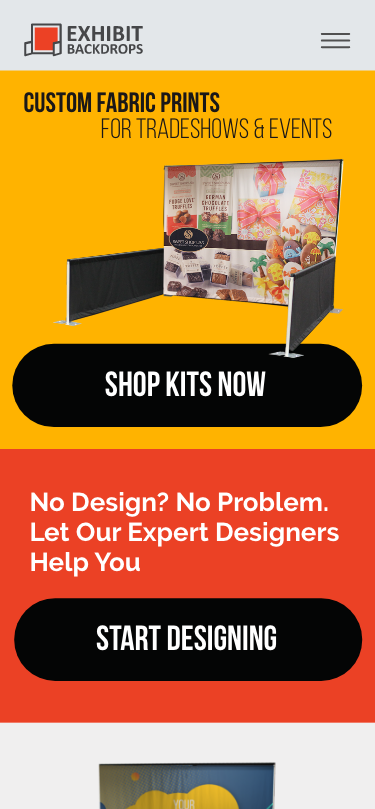 EXHIBIT
BACKDROPS
CUSTOM FABRIC PRINTS
FOR TRADESHOWS & EVENTS
FUDGE LOVE
TRUFFLES
GERMAN
CHOCOLATE
TRUFFLES
SHOP KITS NOW
No Design? No Problem.
Let Our Expert Designers
Help You
START DESIGNING
YOUR